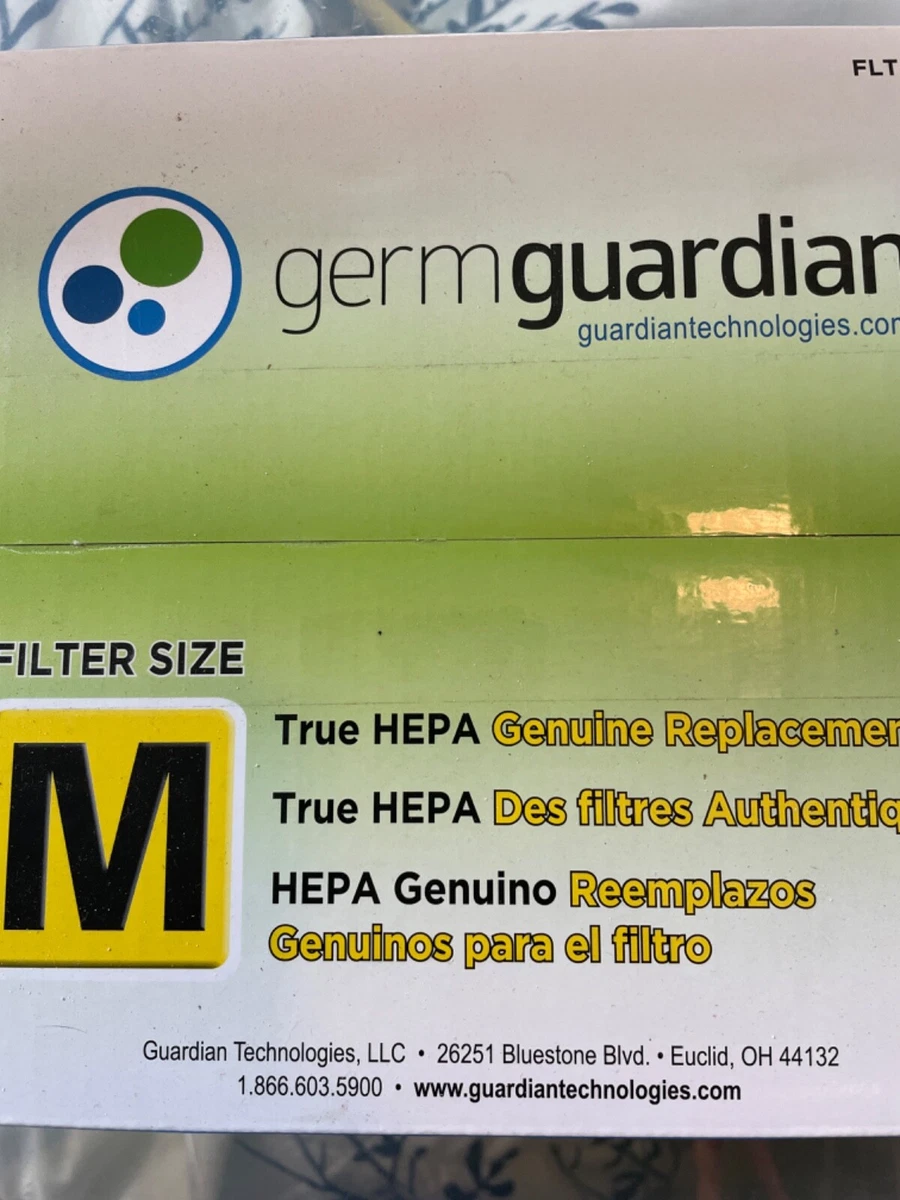 FLT
germguardian
guardiantechnologies.com
FILTER SIZE
M
True HEPA Genuine Replacemen
True HEPA Des filtres Authentiq
HEPA Genuino Reemplazos
Genuinos para el filtro
Guardian Technologies, LLC • 26251 Bluestone Blvd. • Euclid, OH 44132
1.866.603.5900 • www.guardiantechnologies.com